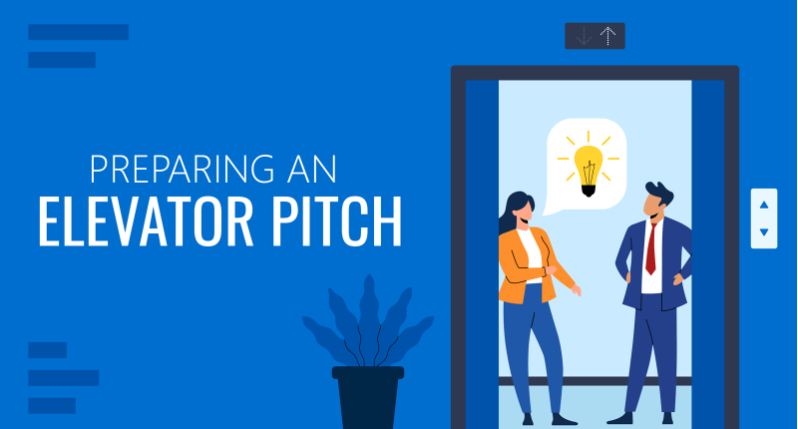 PREPARING AN
ELEVATOR PITCH